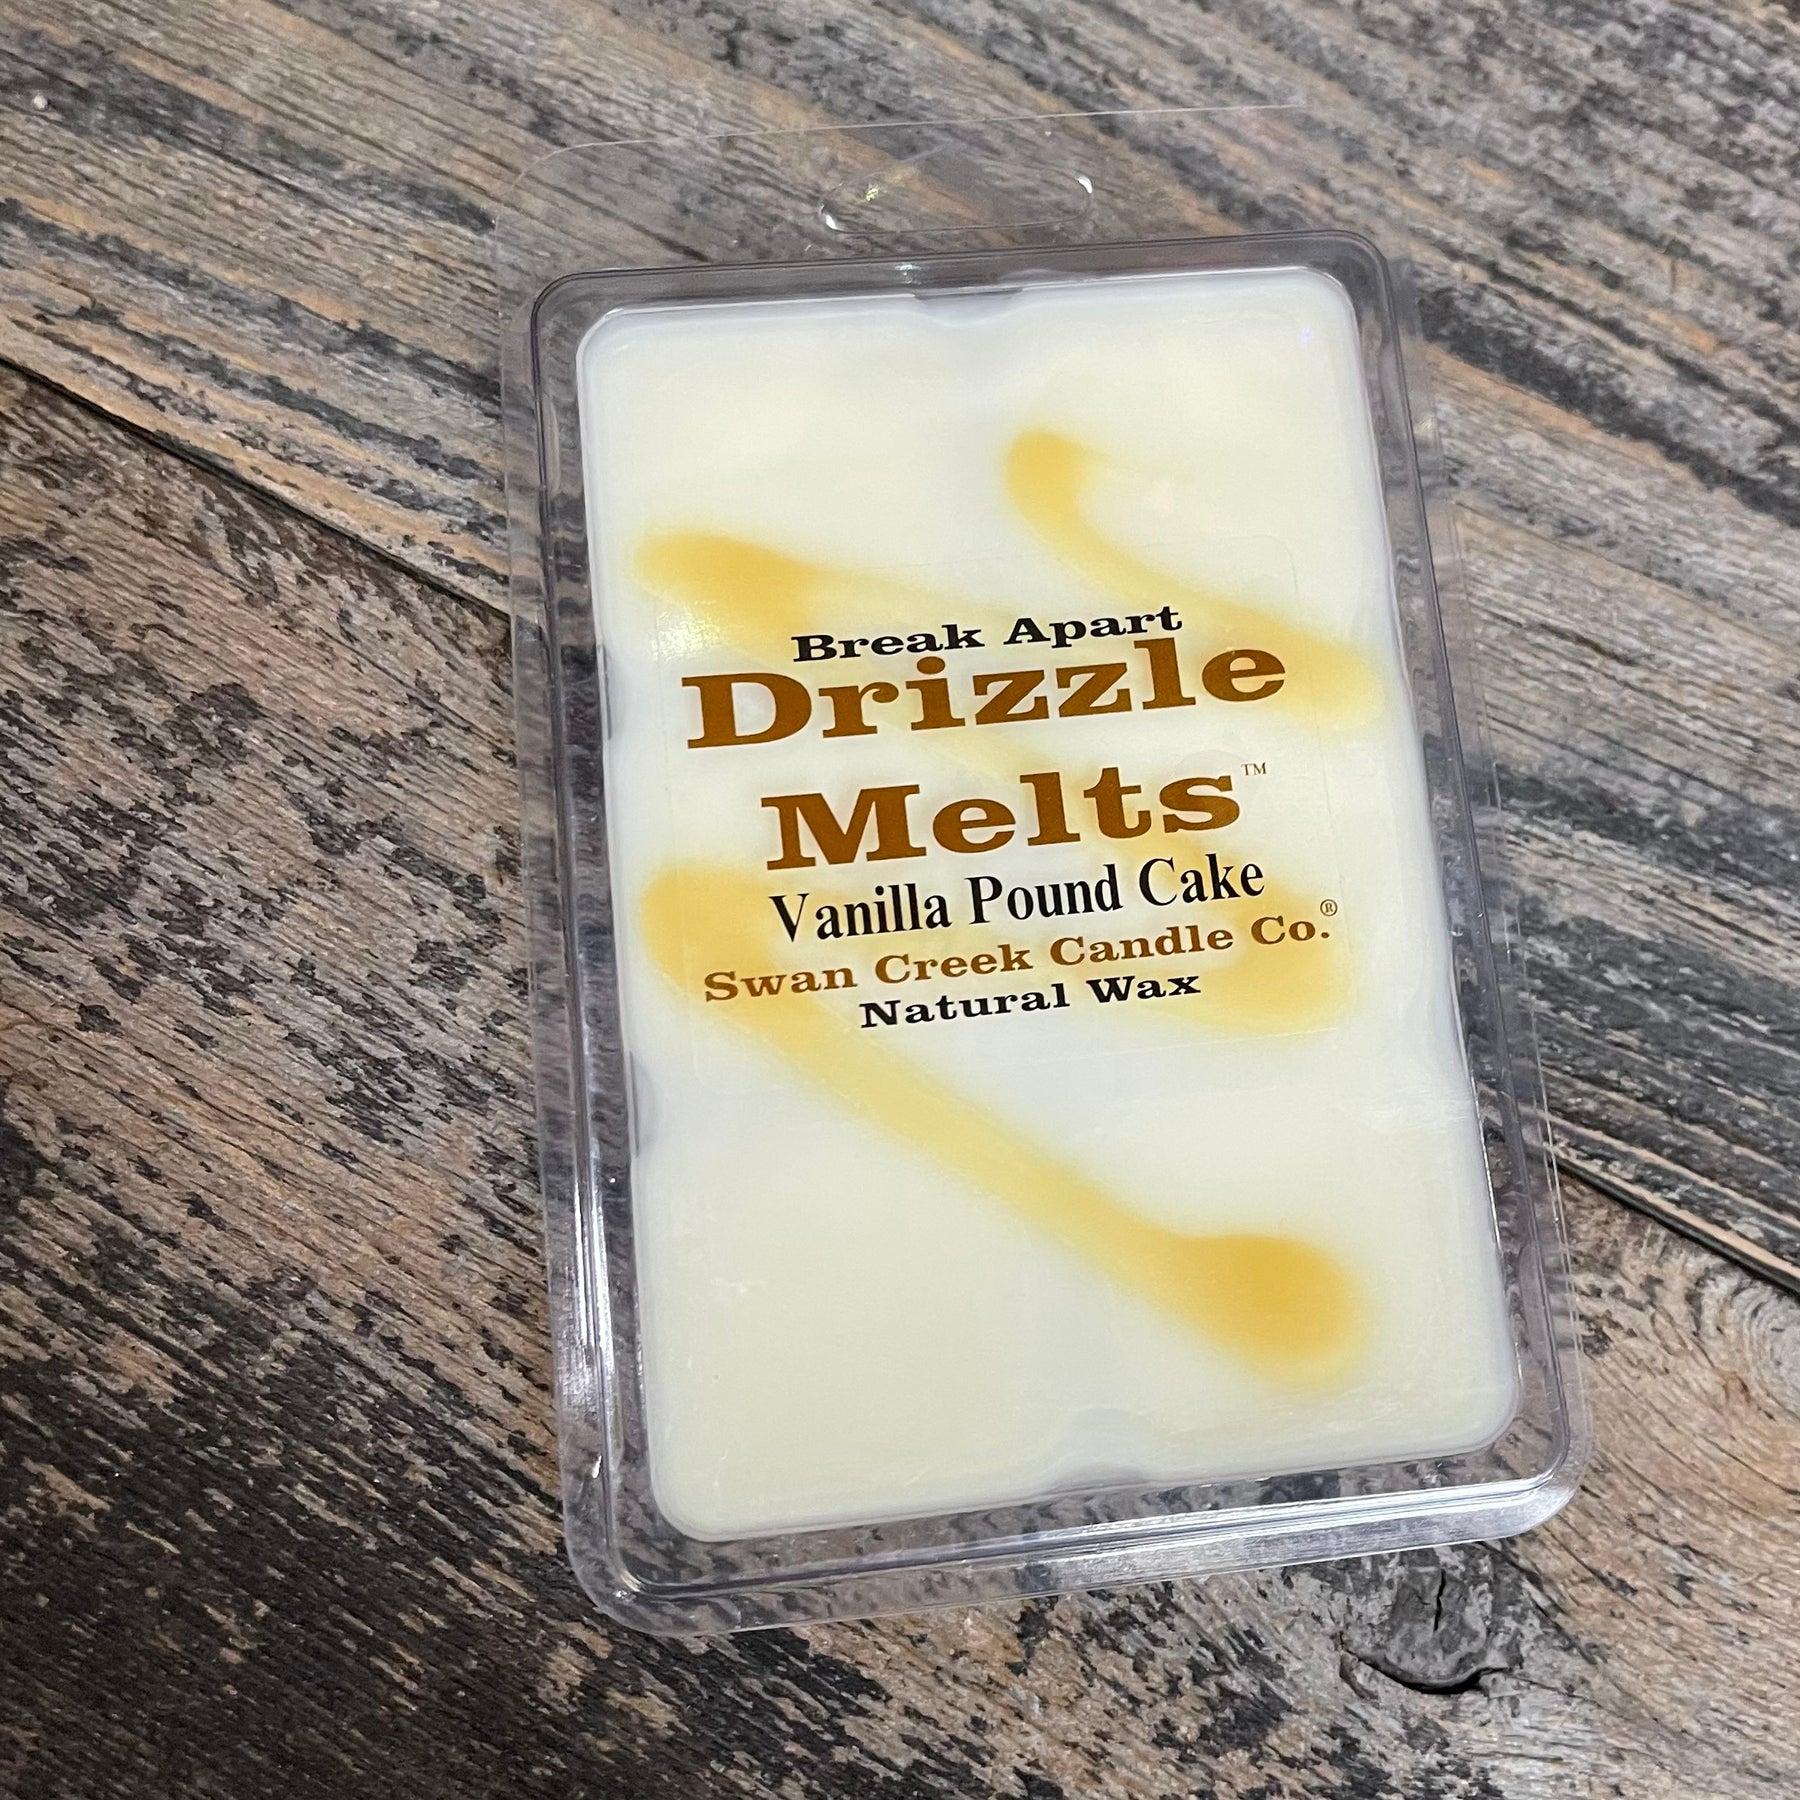 Break Apart
Drizzle
Melts™
Vanilla Pound Cake
Swan Creek Candle Co.®
Natural Wax